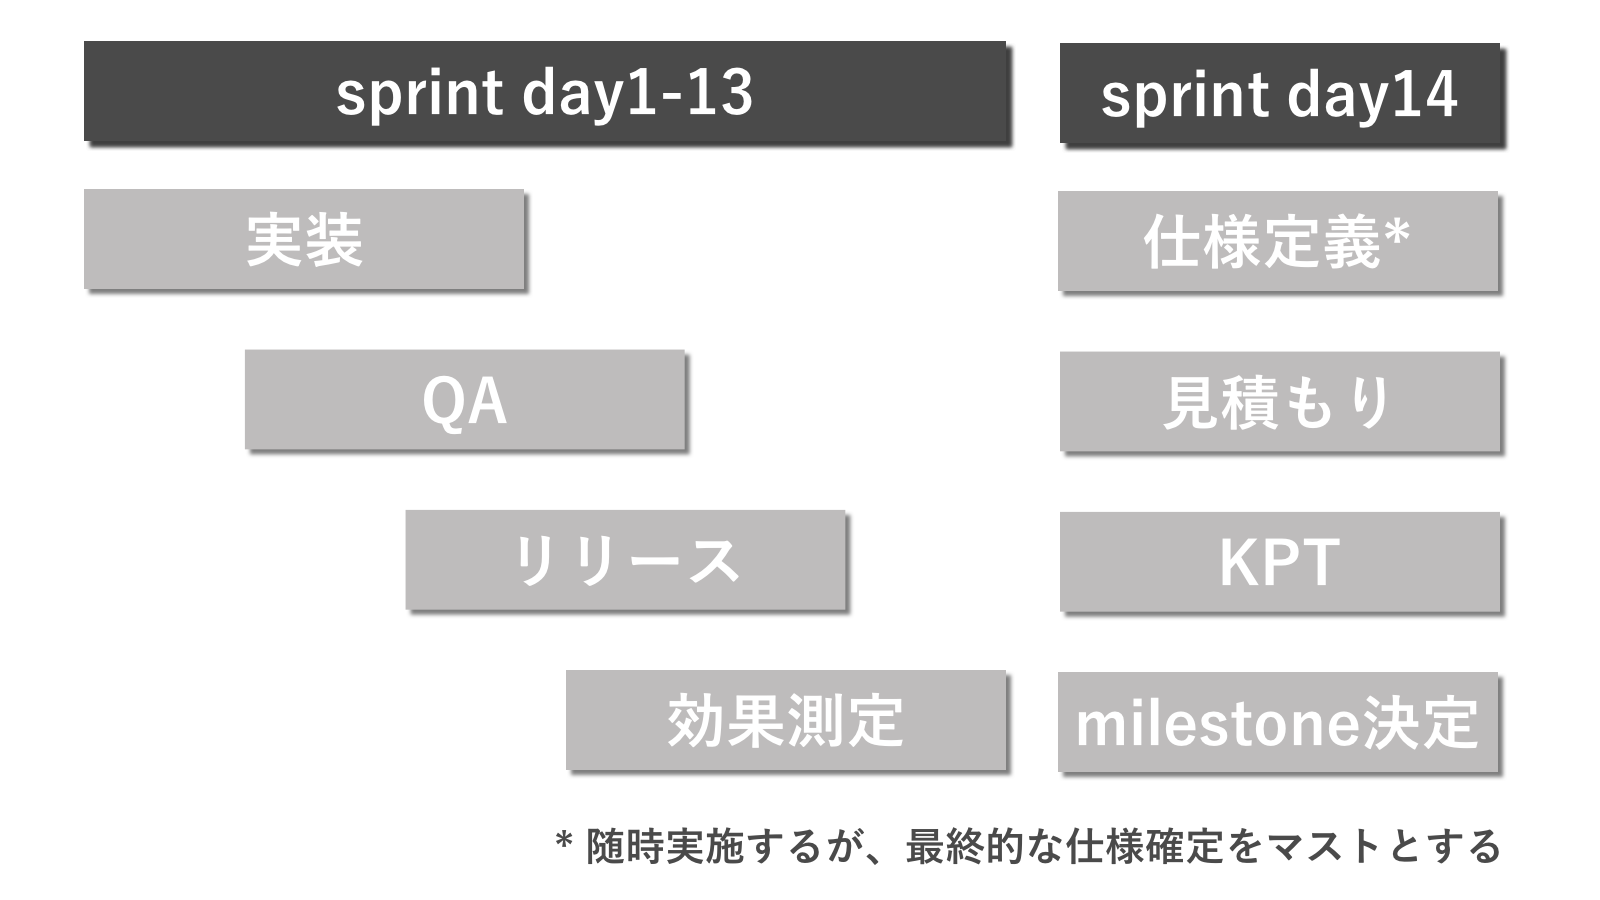 sprint day1-13
sprint day14
実装
仕様定義*
QA
見積もり
リリース
KPT
効果測定
milestone決定
* 随時実施するが、最終的な仕様確定をマストとする